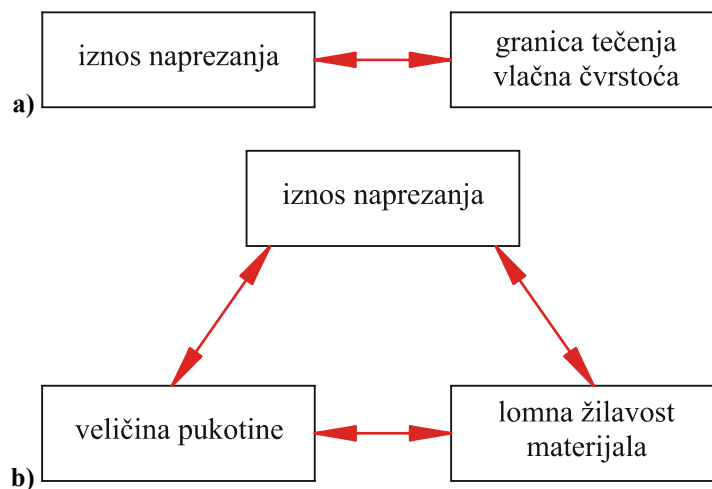 iznos naprezanja
granica tečenja
vlačna čvrstoća
a)
iznos naprezanja
veličina pukotine
lomna žilavost
materijala
b)